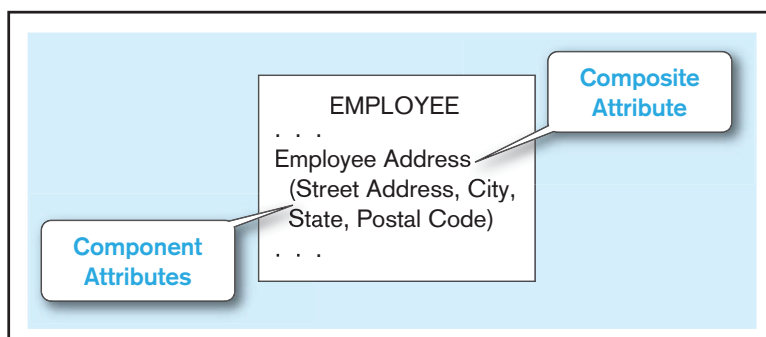 Composite
Attribute
EMPLOYEE
. . .
Employee Address
(Street Address, City,
State, Postal Code)
. . .
Component
Attributes